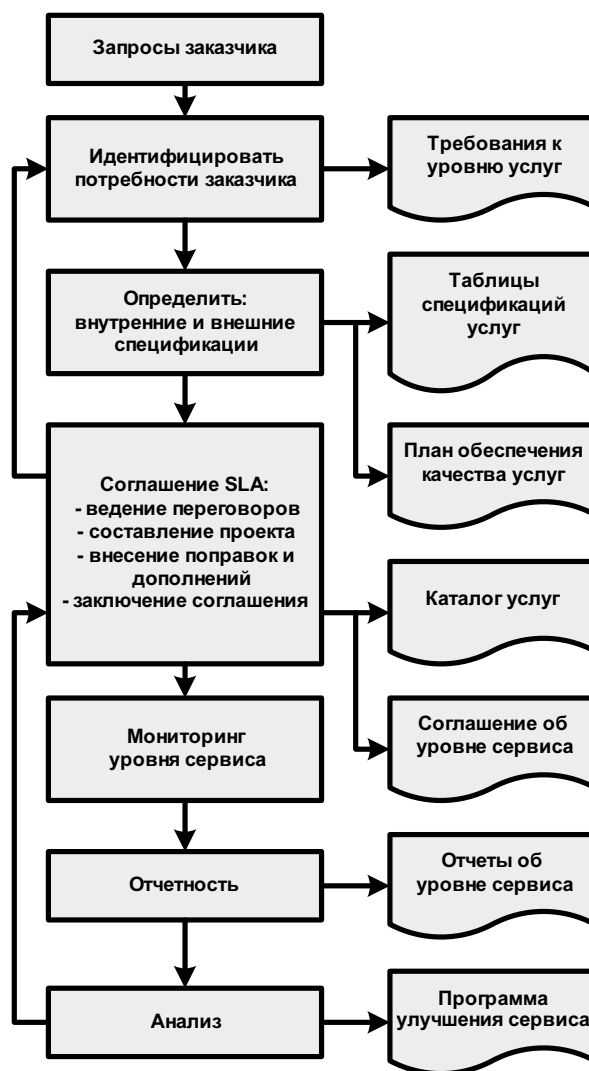 Запросы заказчика
Идентифицировать
потребности заказчика
Требования к
уровню услуг
Определить:
внутренние и внешние
спецификации
Таблицы
спецификаций
услуг
План обеспечения
качества услуг
Соглашение SLA:
- ведение переговоров
- составление проекта
- внесение поправок и
дополнений
- заключение соглашения
Каталог услуг
Соглашение об
уровне сервиса
Мониторинг
уровня сервиса
Отчетность
Отчеты об
уровне сервиса
Анализ
Программа
улучшения сервиса